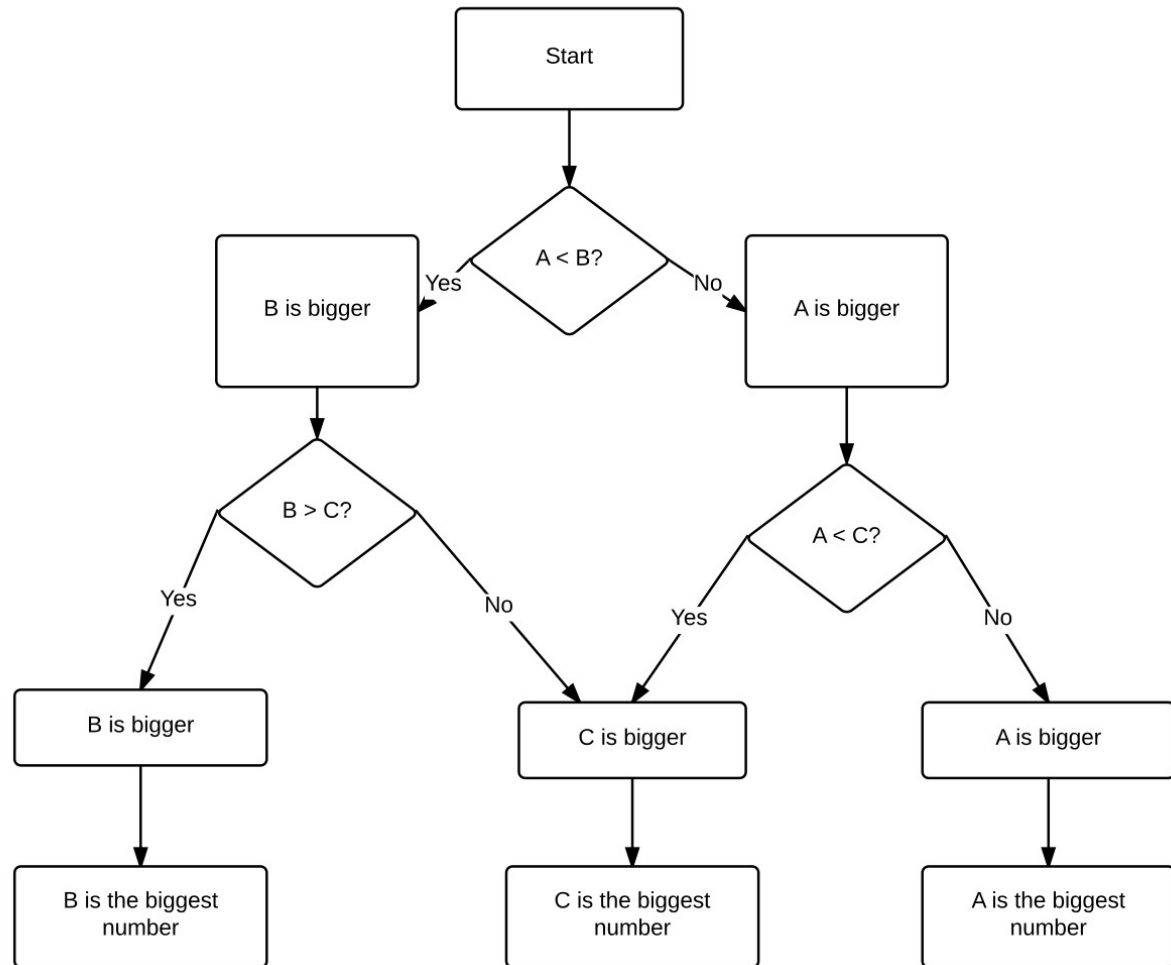 Start
A < B?
Yes
No
B is bigger
A is bigger
B > C?
A < C?
Yes
No
Yes
No
B is bigger
C is bigger
A is bigger
B is the biggest
number
C is the biggest
number
A is the biggest
number